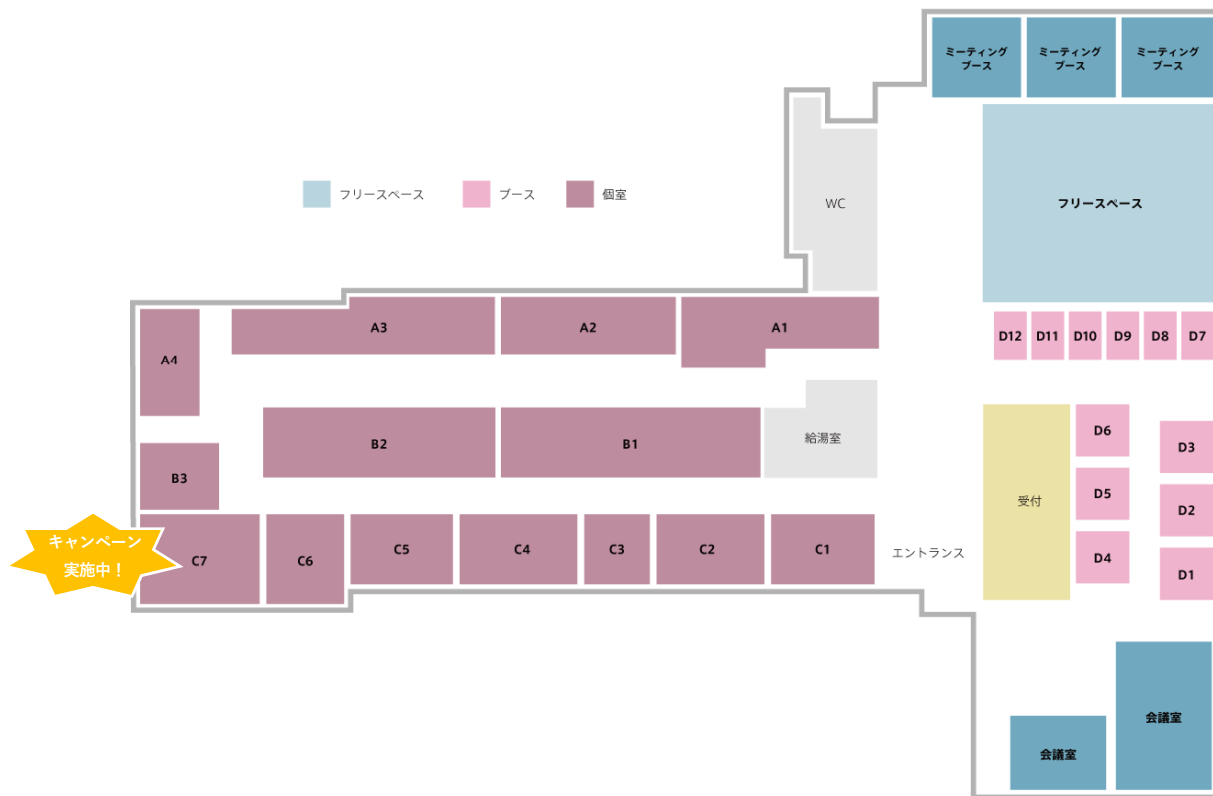 ミーティング
ブース
ミーティング
ブース
ミーティング
ブース
フリースペース
ブース
個室
WC
フリースペース
A3
A2
A1
D12
D11
D10
D9
D8
D7
A4
B2
B1
給湯室
D6
D3
B3
D5
受付
D2
キャンペーン
実施中！
C7
C6
C5
C4
C3
C2
C1
エントランス
D4
D1
会議室
会議室